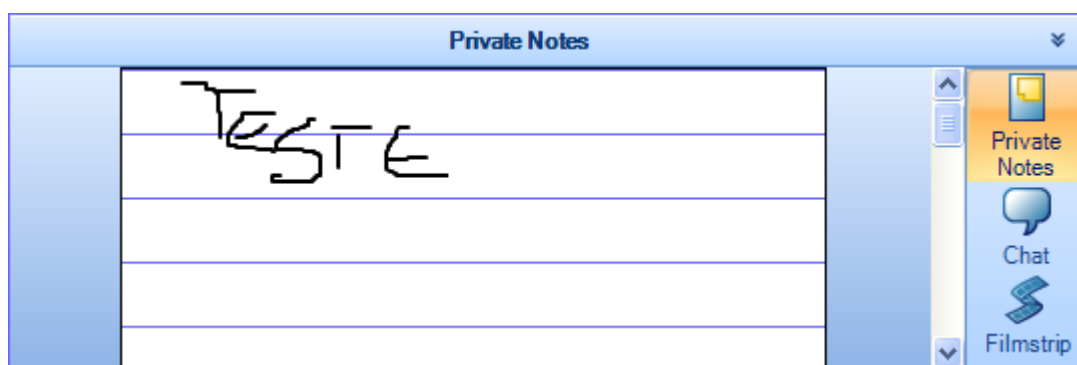 Private Notes
TESTE
Private
Notes
Chat
Filmstrip